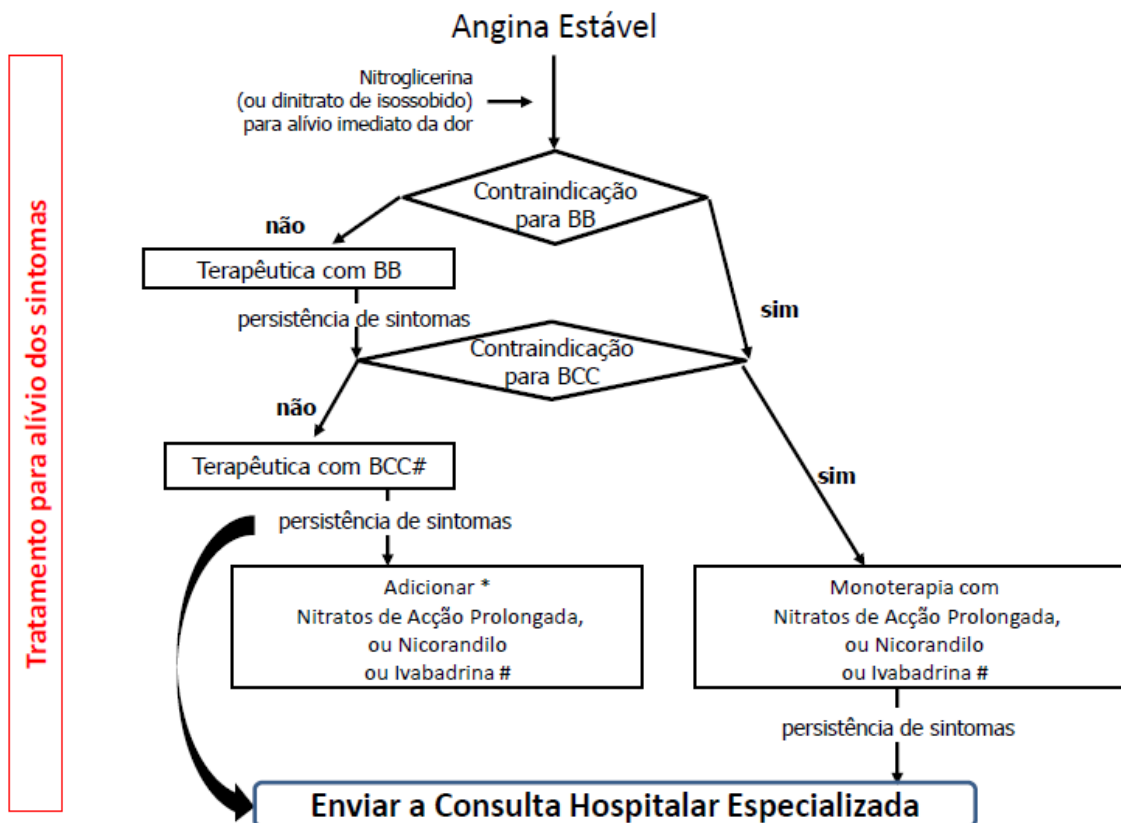 Angina Estável
Tratamento para alívio dos sintomas
Nitroglicerina
(ou dinitrato de isossobido)
para alívio imediato da dor
Contraindicação
para BB
não
Terapêutica com BB
sim
persistência de sintomas
Contraindicação
para BCC
não
Terapêutica com BCC#
sim
persistência de sintomas
Adicionar *
Nitratos de Acção Prolongada,
ou Nicorandilo
ou Ivabadrina #
Monoterapia com
Nitratos de Acção Prolongada,
ou Nicorandilo
ou Ivabadrina #
persistência de sintomas
Enviar a Consulta Hospitalar Especializada